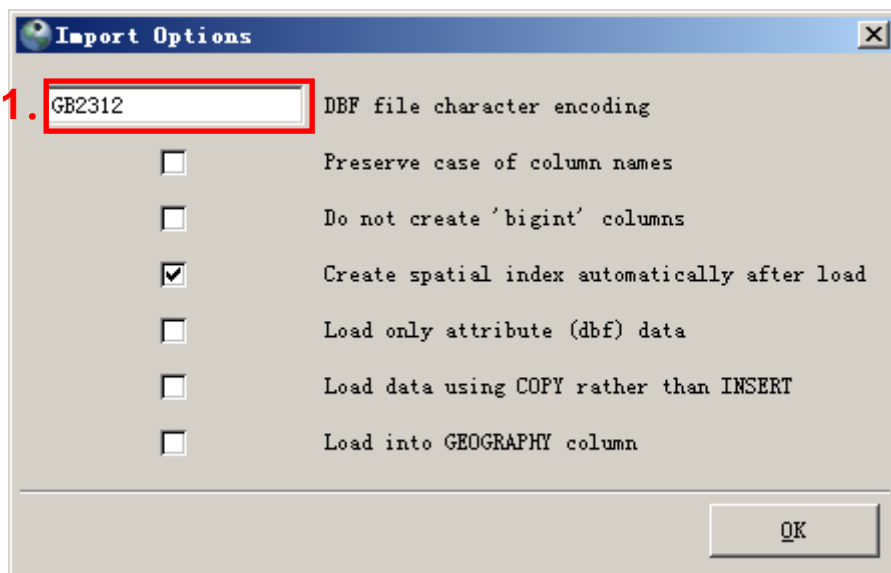 Import Options
1.
GB2312 DBF file character encoding
Preserve case of column names
Do not create 'bigint' columns
Create spatial index automatically after load
Load only attribute (dbf) data
Load data using COPY rather than INSERT
Load into GEOGRAPHY column
OK